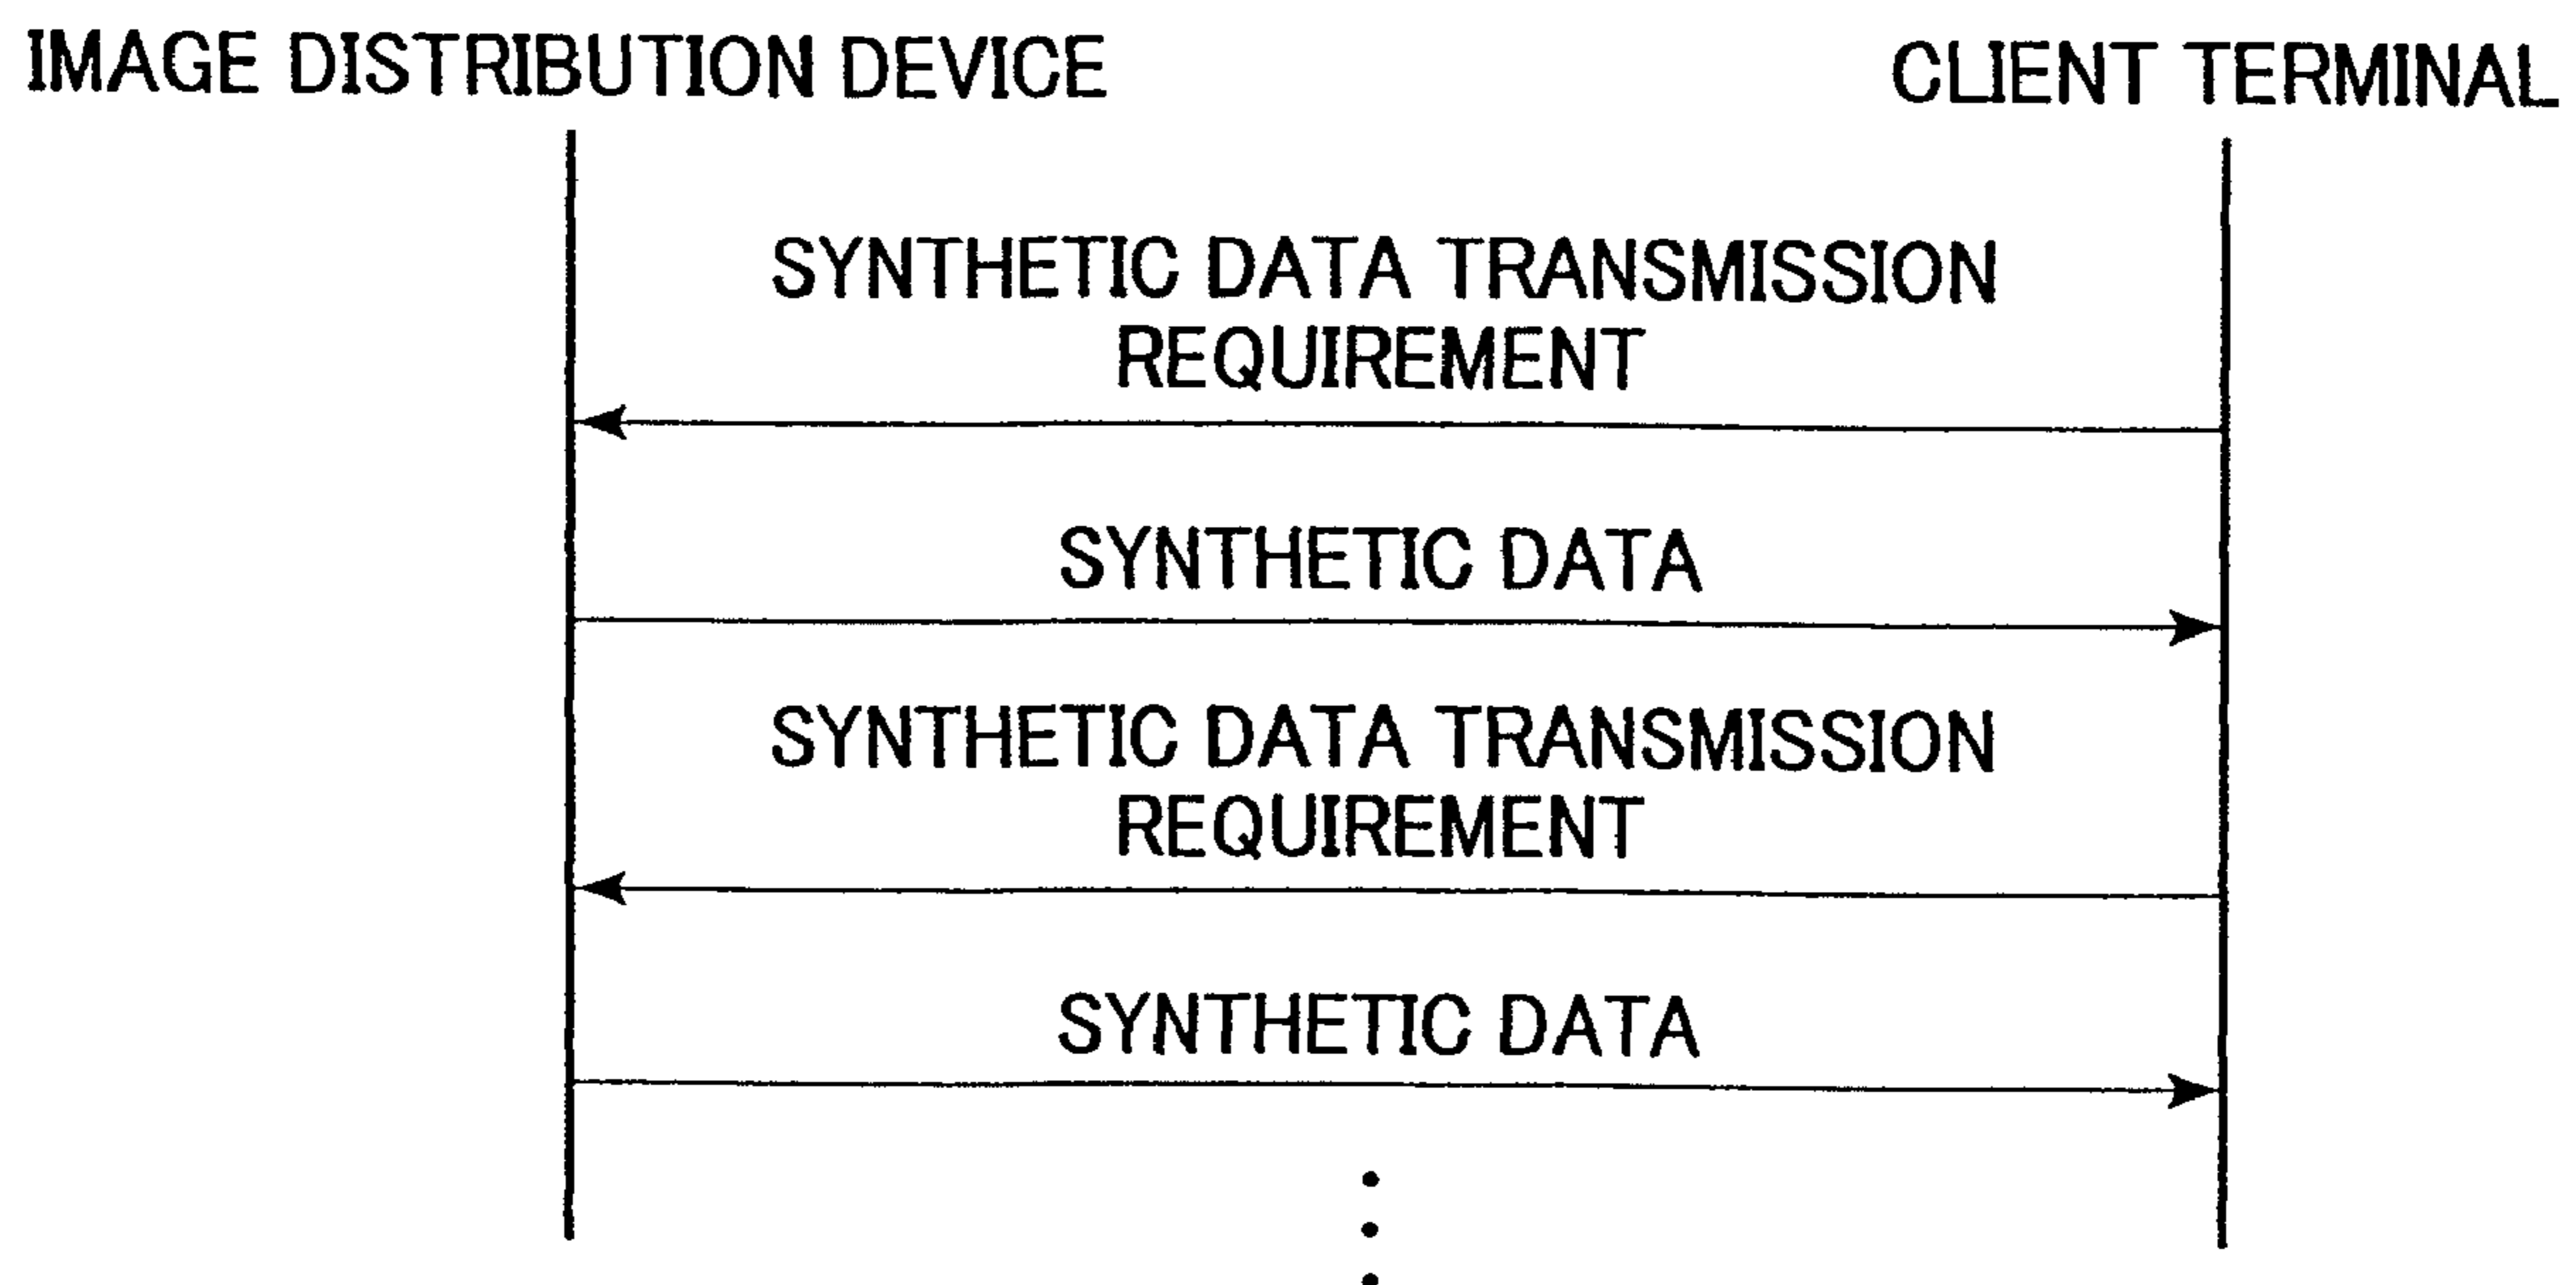 IMAGE DISTRIBUTION DEVICE
CLIENT TERMINAL
SYNTHETIC DATA TRANSMISSION
REQUIREMENT
SYNTHETIC DATA
SYNTHETIC DATA TRANSMISSION
REQUIREMENT
SYNTHETIC DATA